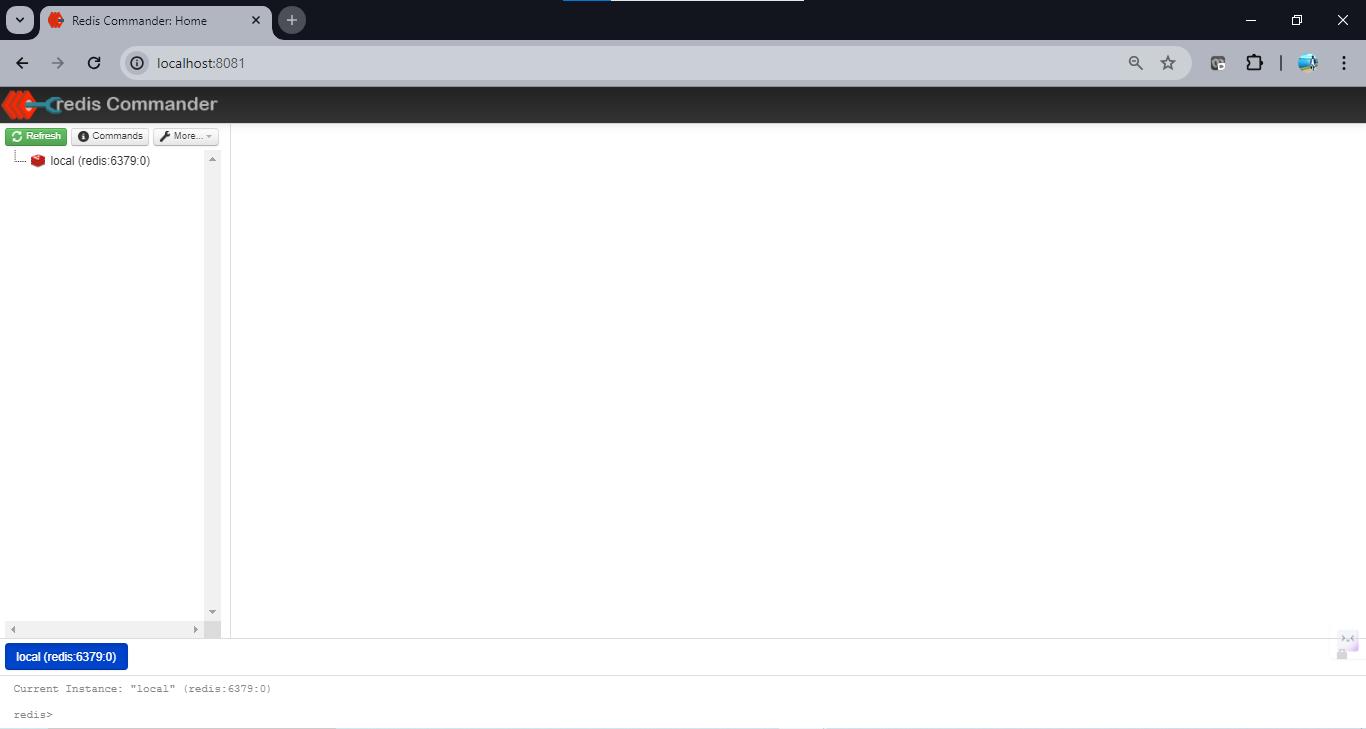 Redis Commander: Home
localhost:8081
redis Commander
Refresh Commands More...
local (redis:6379:0)
local (redis:6379:0)
Current Instance: "local" (redis:6379:0)
redis>